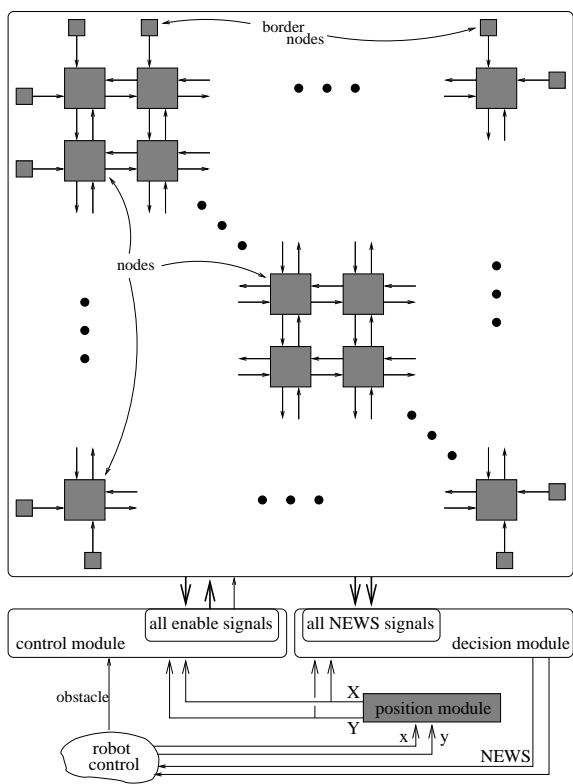 border
nodes
nodes
all enable signals
all NEWS signals
control module
decision module
obstacle
X
position module
Y
x
y
robot
control
NEWS